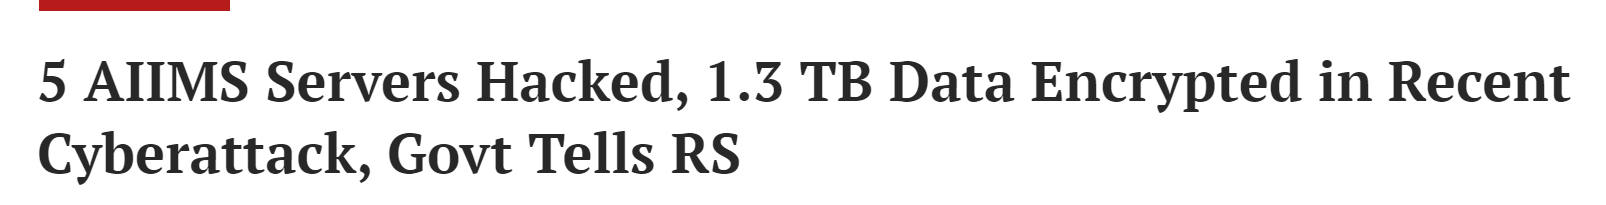 5 AIIMS Servers Hacked, 1.3 TB Data Encrypted in Recent
Cyberattack, Govt Tells RS